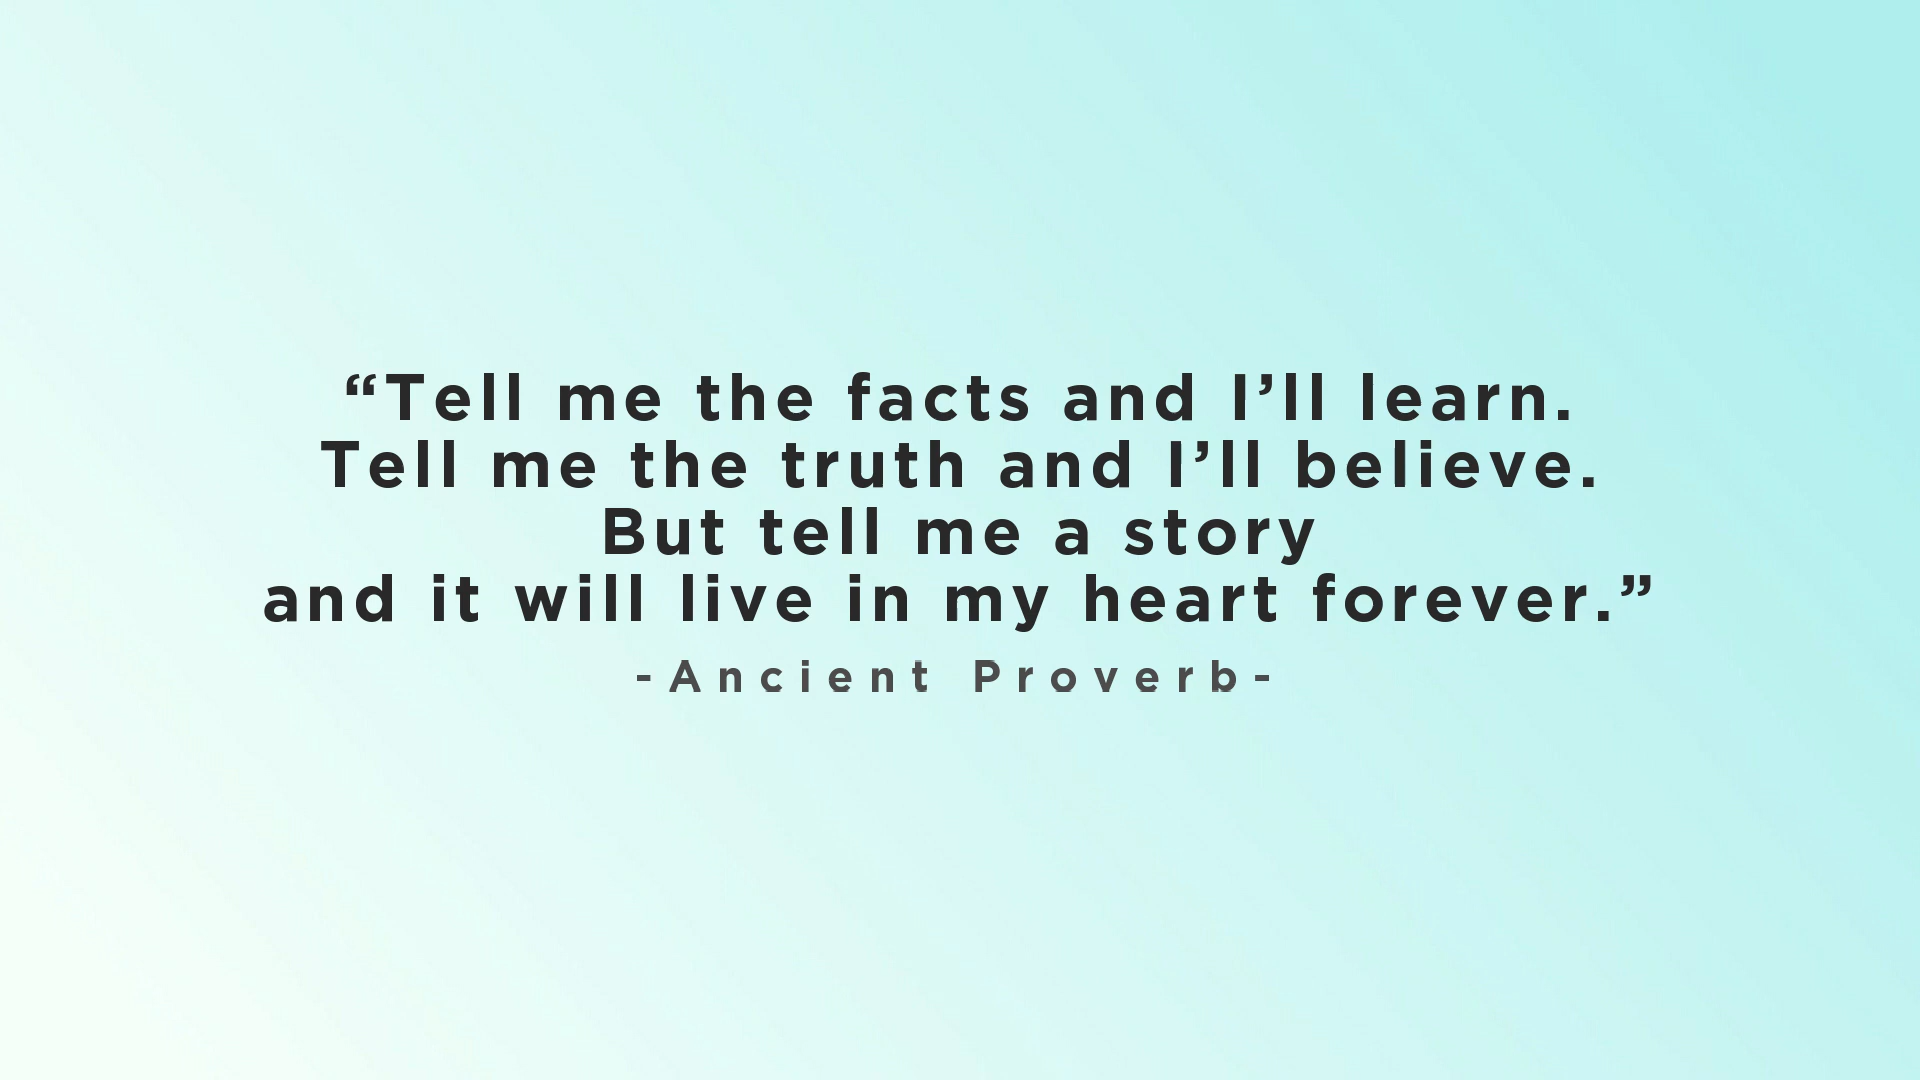 “Tell me the facts and I’ll learn.
Tell me the truth and I’ll believe.
But tell me a story
and it will live in my heart forever.”
-Ancient Proverb-